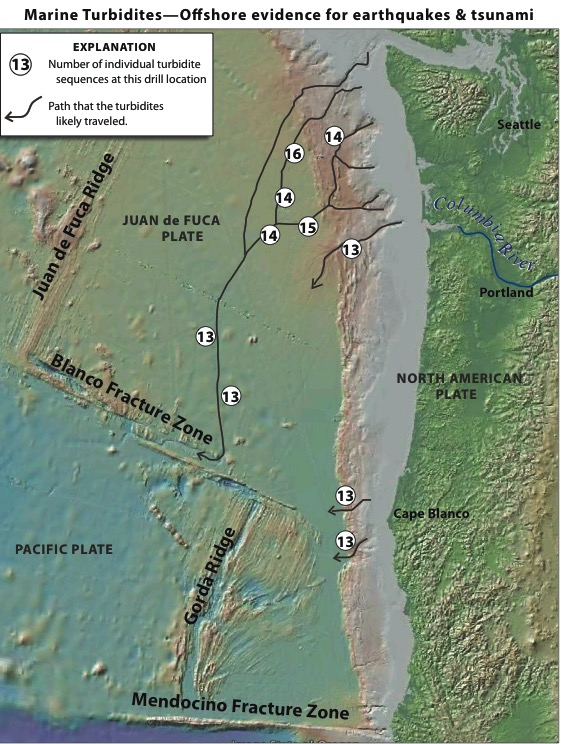 Marine Turbidites—Offshore evidence for earthquakes & tsunami
EXPLANATION
13
Number of individual turbidite
sequences at this drill location
Path that the turbidites
likely traveled.
Seattle
14
16
14
15
14
13
JUAN de FUCA
PLATE
Juan de Fuca Ridge
Columbia River
Portland
13
13
NORTH AMERICAN
PLATE
Blanco Fracture Zone
13
Cape Blanco
13
PACIFIC PLATE
Gorda Ridge
Mendocino Fracture Zone